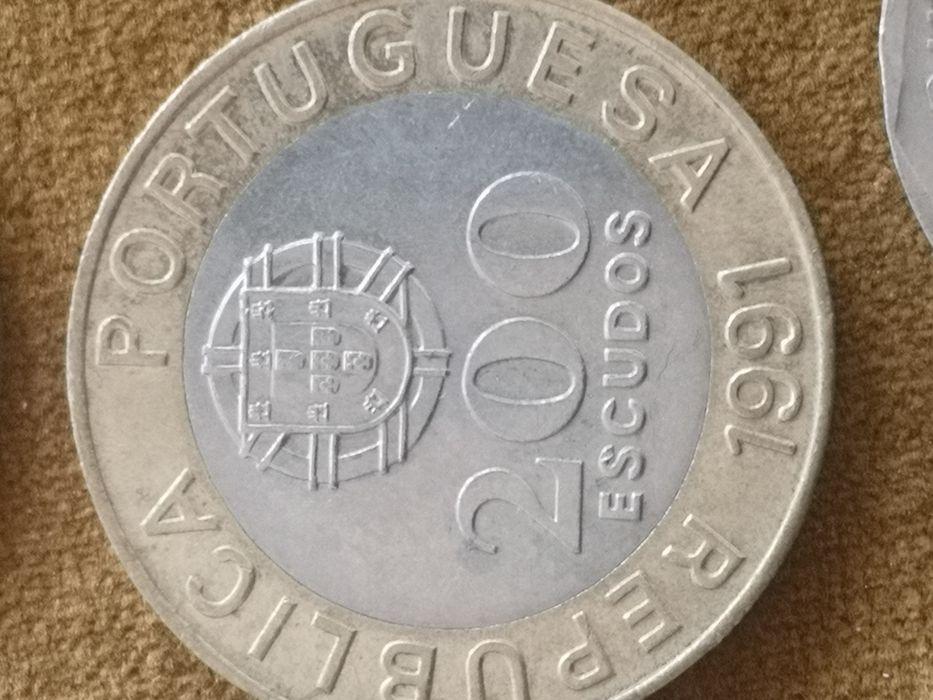 REPUBLICA PORTUGUESA
200
ESCUDOS
1991